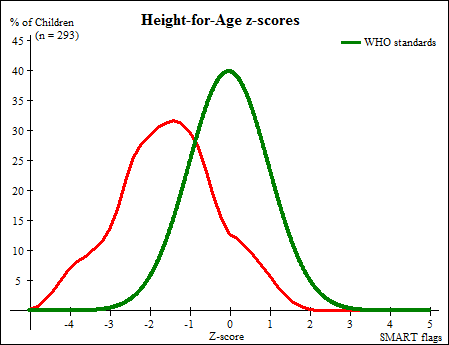 Height-for-Age z-scores
% of Children
(n = 293)
WHO standards
45
40
35
30
25
20
15
10
5
-4 -3 -2 -1 0 1 2 3 4 5
Z-score
SMART flags